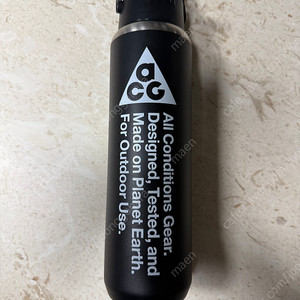 acg
All Conditions Gear.
Designed, Tested, and
Made on Planet Earth.
For Outdoor Use.